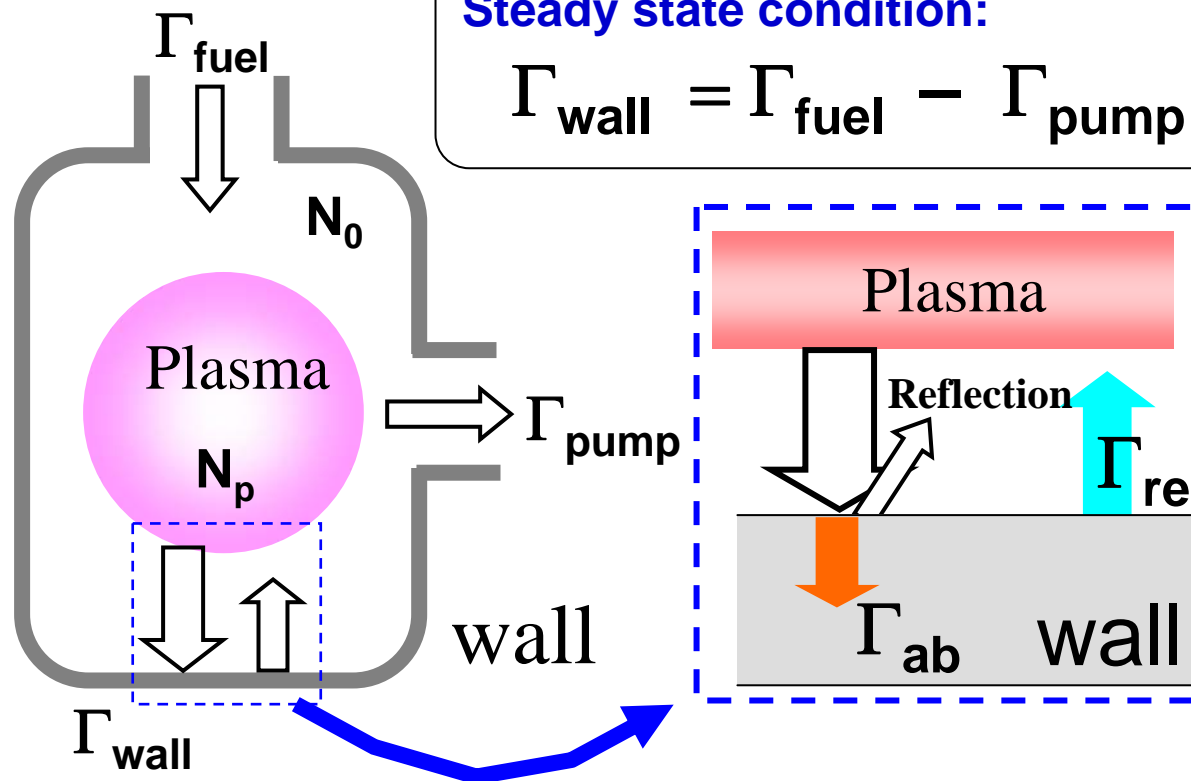 Steady state condition:
Γwall = Γfuel − Γpump
Γfuel
N0
Plasma
Np
Γpump
wall
Γwall
Plasma
Reflection
Γre
Γab
wall